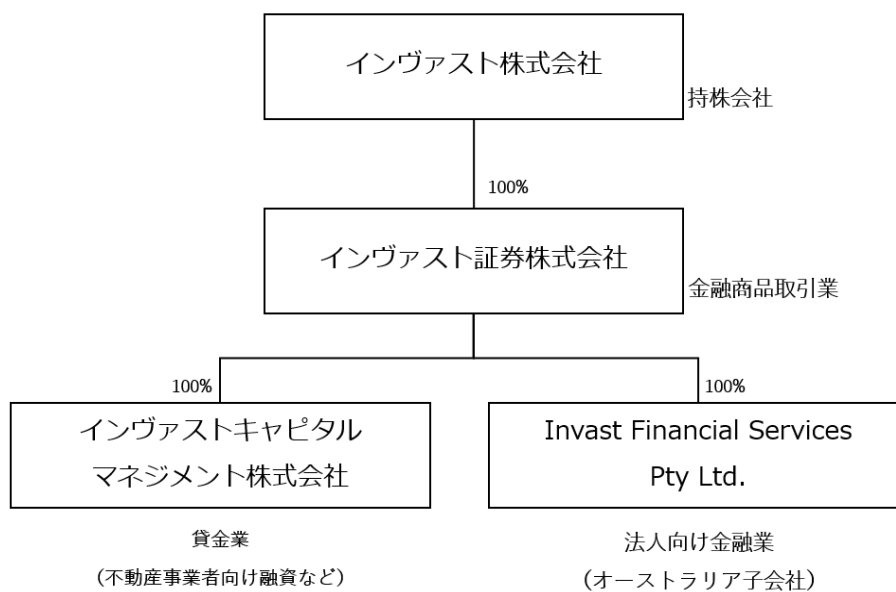 インヴァスト株式会社
持株会社
100%
インヴァスト証券株式会社
金融商品取引業
100%
100%
インヴァストキャピタル
マネジメント株式会社
Invast Financial Services
Pty Ltd.
貸金業
(不動産事業者向け融資など)
法人向け金融業
(オーストラリア子会社)